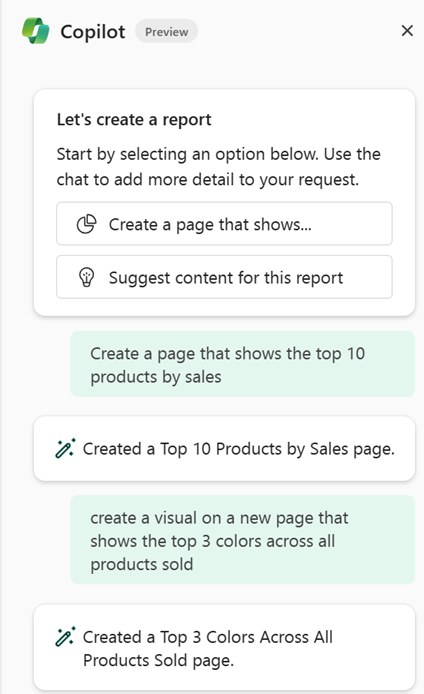 Copilot Preview
Let's create a report
Start by selecting an option below. Use the
chat to add more detail to your request.
Create a page that shows...
Suggest content for this report
Create a page that shows the top 10
products by sales
Created a Top 10 Products by Sales page.
create a visual on a new page that
shows the top 3 colors across all
products sold
Created a Top 3 Colors Across All
Products Sold page.